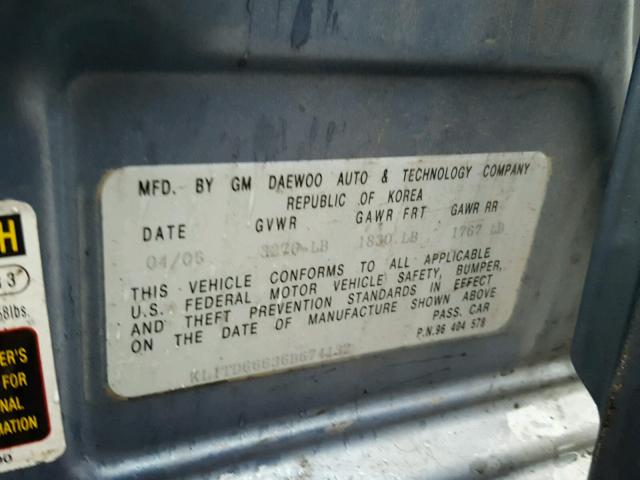 MFD. BY GM DAEWOO AUTO & TECHNOLOGY COMPANY
REPUBLIC OF KOREA
DATE GVWR GAWR FRT GAWR RR
04/06 3270 LB 1830 LB 1767 LB
THIS VEHICLE CONFORMS TO ALL APPLICABLE
U.S. FEDERAL MOTOR VEHICLE SAFETY, BUMPER,
AND THEFT PREVENTION STANDARDS IN EFFECT
ON THE DATE OF MANUFACTURE SHOWN ABOVE
PASS. CAR
P.N.96 404 578
KL1TD66636B674132